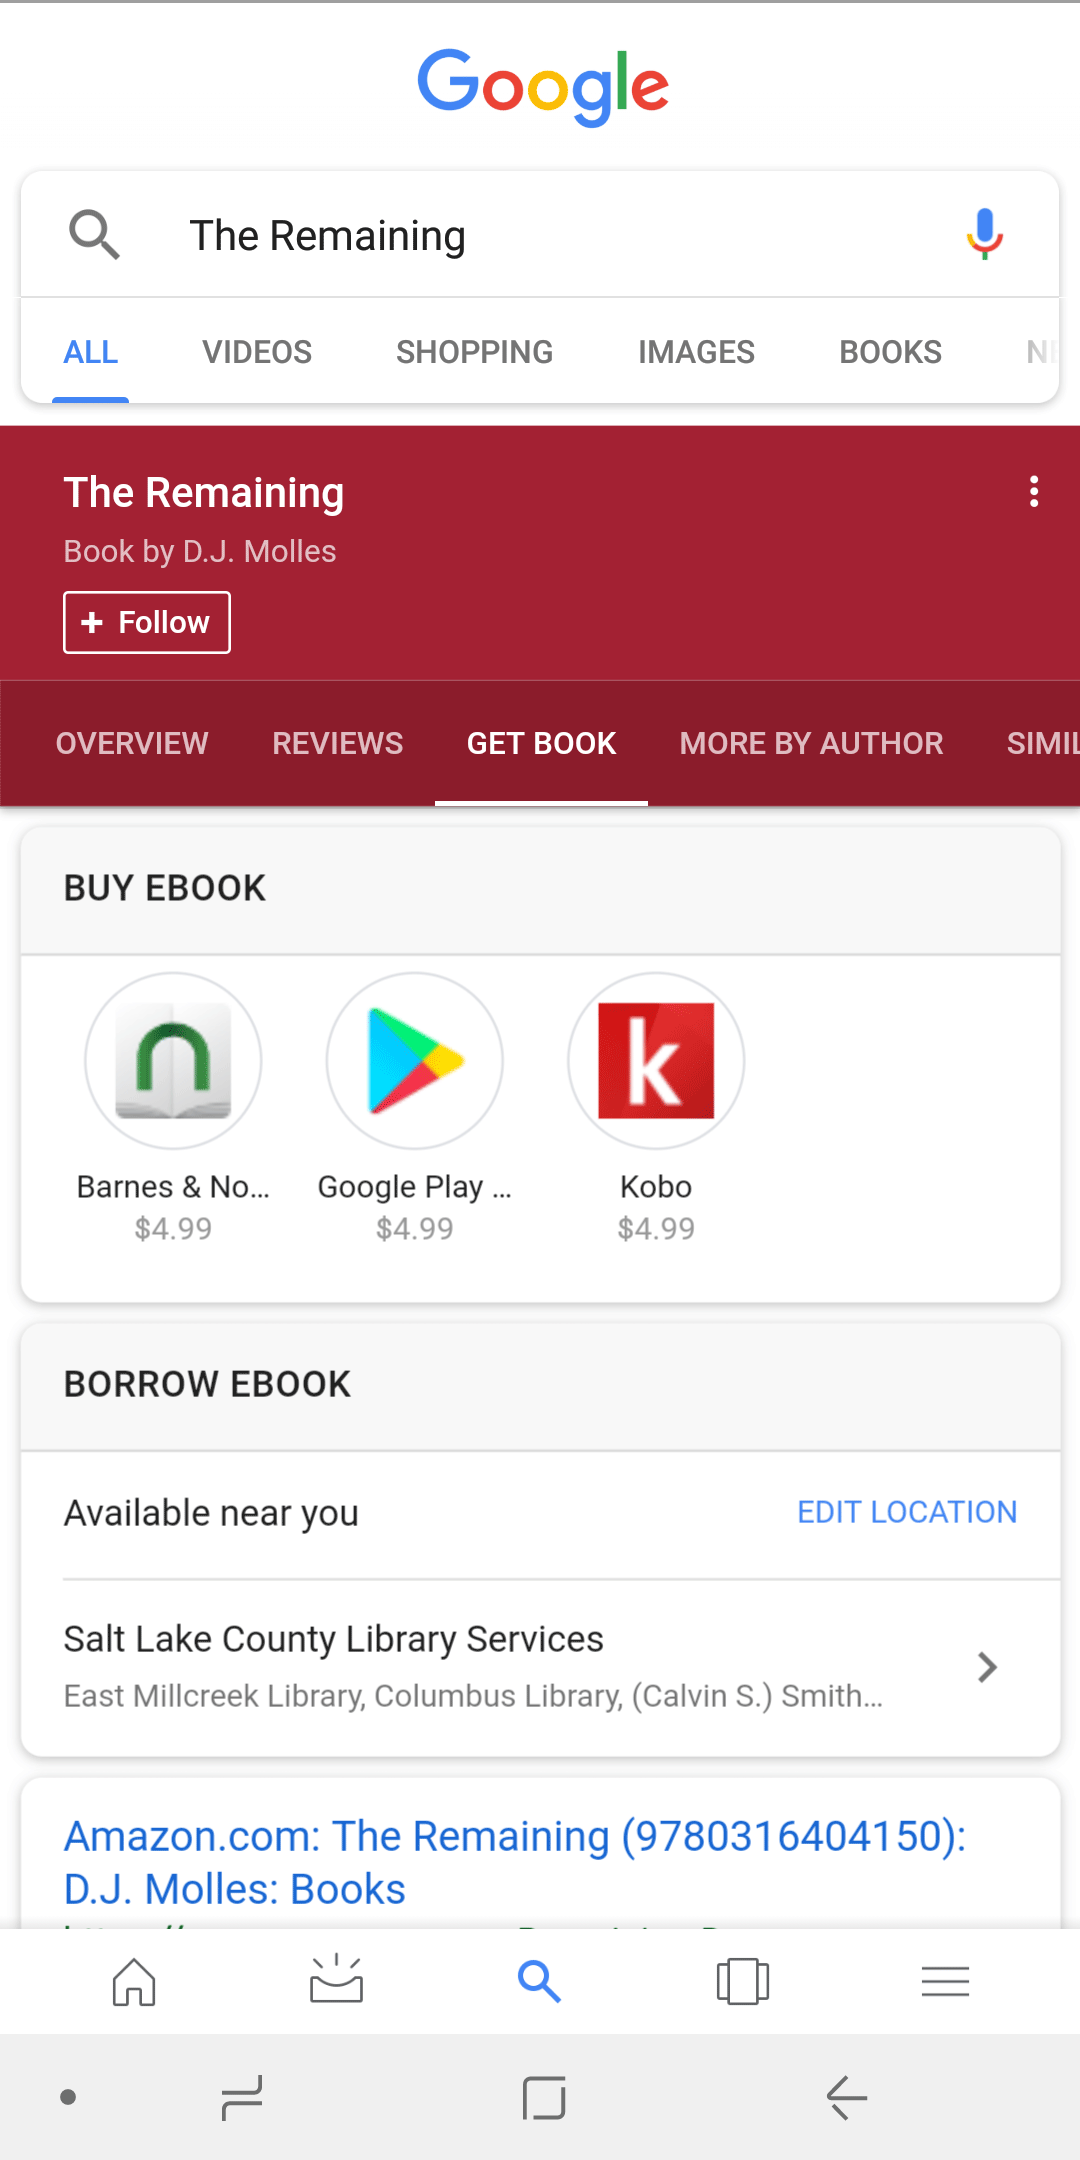 Google
The Remaining
ALL VIDEOS SHOPPING IMAGES BOOKS
The Remaining
Book by D.J. Molles
+ Follow
OVERVIEW REVIEWS GET BOOK MORE BY AUTHOR SIMIL
BUY EBOOK
n k
Barnes & No... Google Play ... Kobo
$4.99 $4.99 $4.99
BORROW EBOOK
Available near you EDIT LOCATION
Salt Lake County Library Services
East Millcreek Library, Columbus Library, (Calvin S.) Smith...
Amazon.com: The Remaining (9780316404150):
D.J. Molles: Books